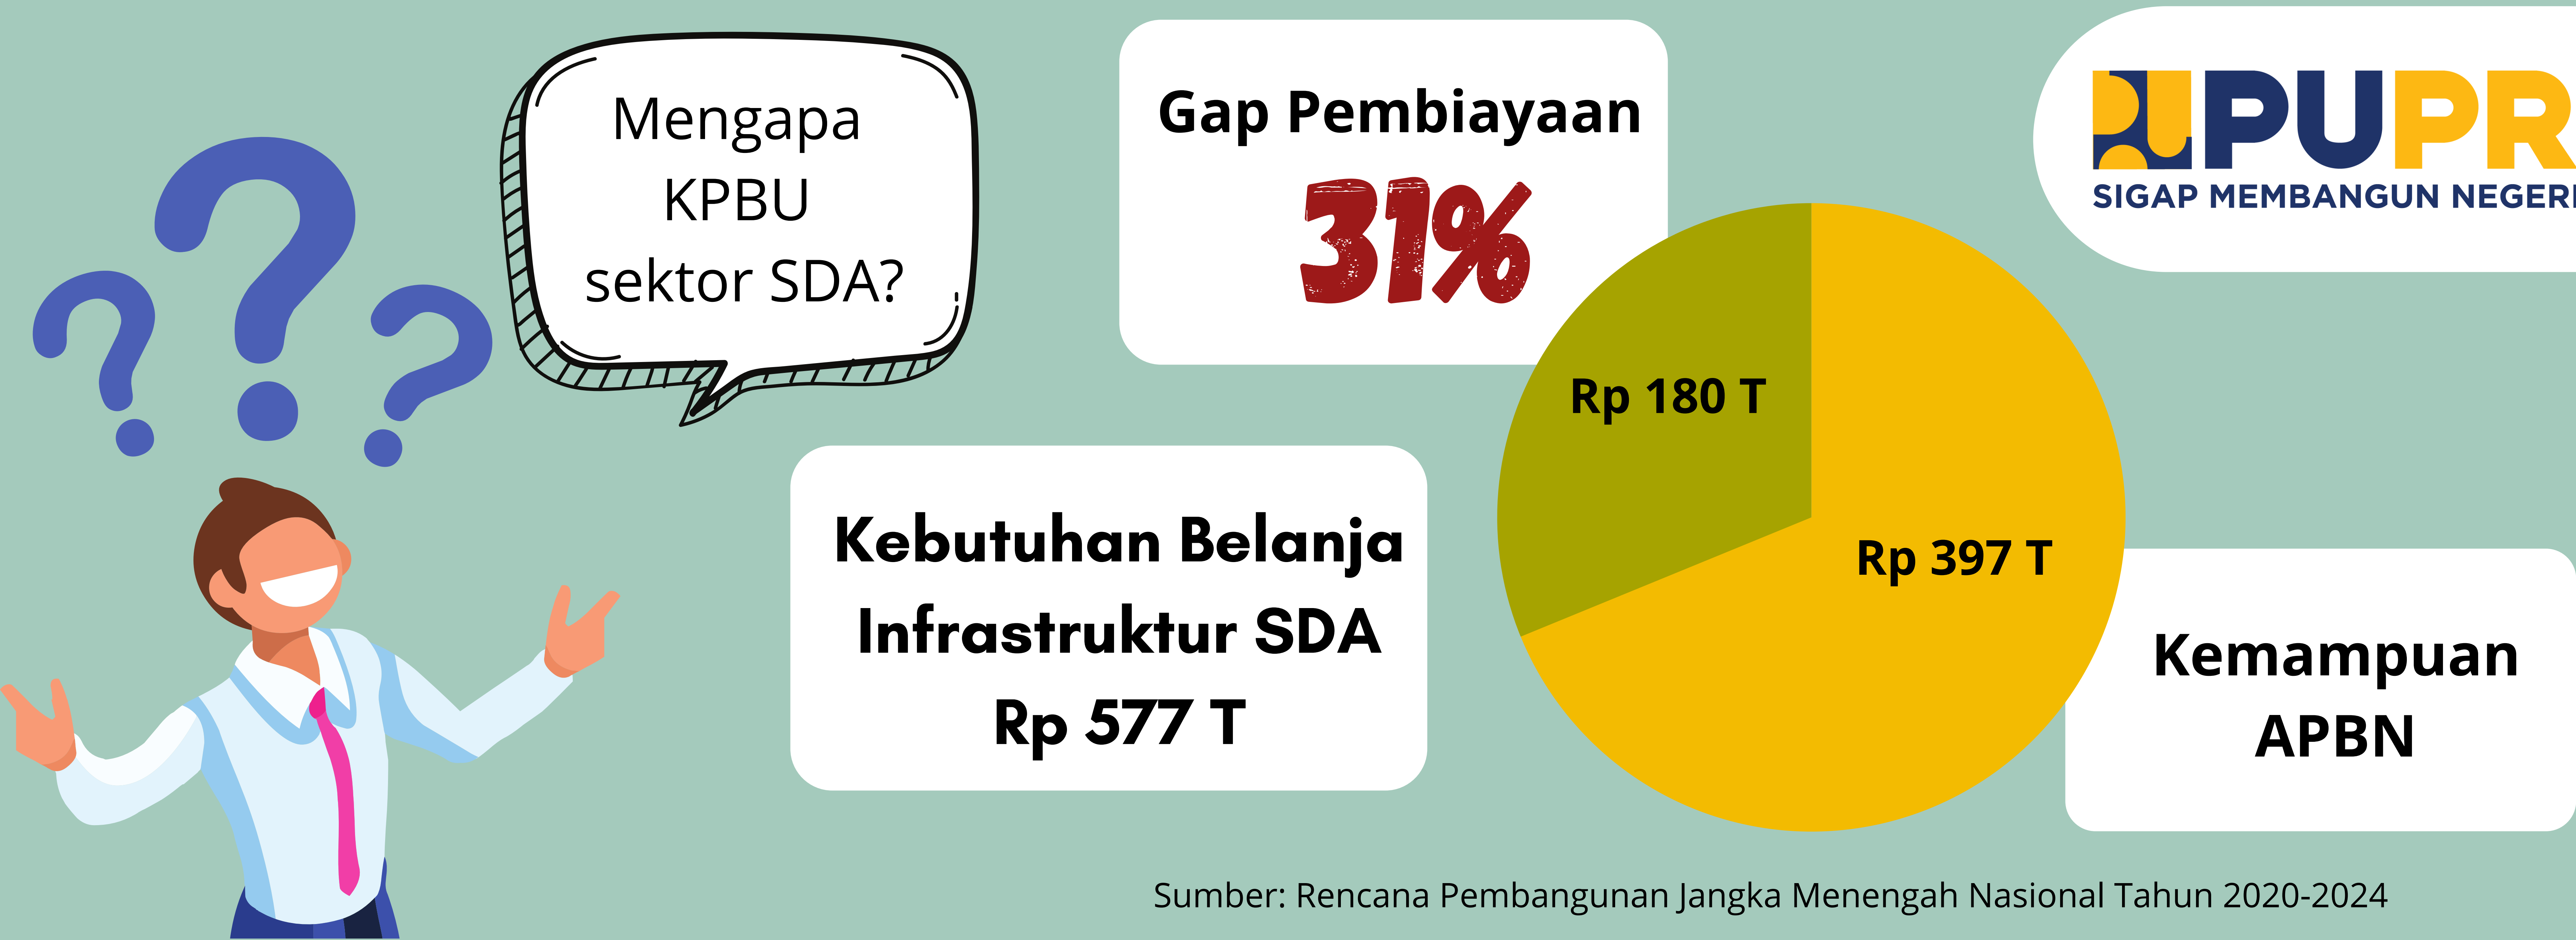 Mengapa
KPBU
sektor SDA?
Gap Pembiayaan
31%
PUPR
SIGAP MEMBANGUN NEGERI
Rp 180 T
Rp 397 T
Kebutuhan Belanja
Infrastruktur SDA
Rp 577 T
Kemampuan
APBN
Sumber: Rencana Pembangunan Jangka Menengah Nasional Tahun 2020-2024